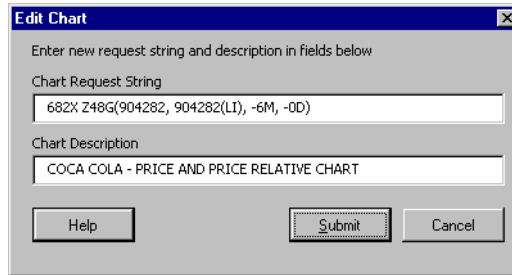 Edit Chart
Enter new request string and description in fields below
Chart Request String
682X Z48G(904282, 904282(LI), -6M, -0D)
Chart Description
COCA COLA - PRICE AND PRICE RELATIVE CHART
Help Submit Cancel